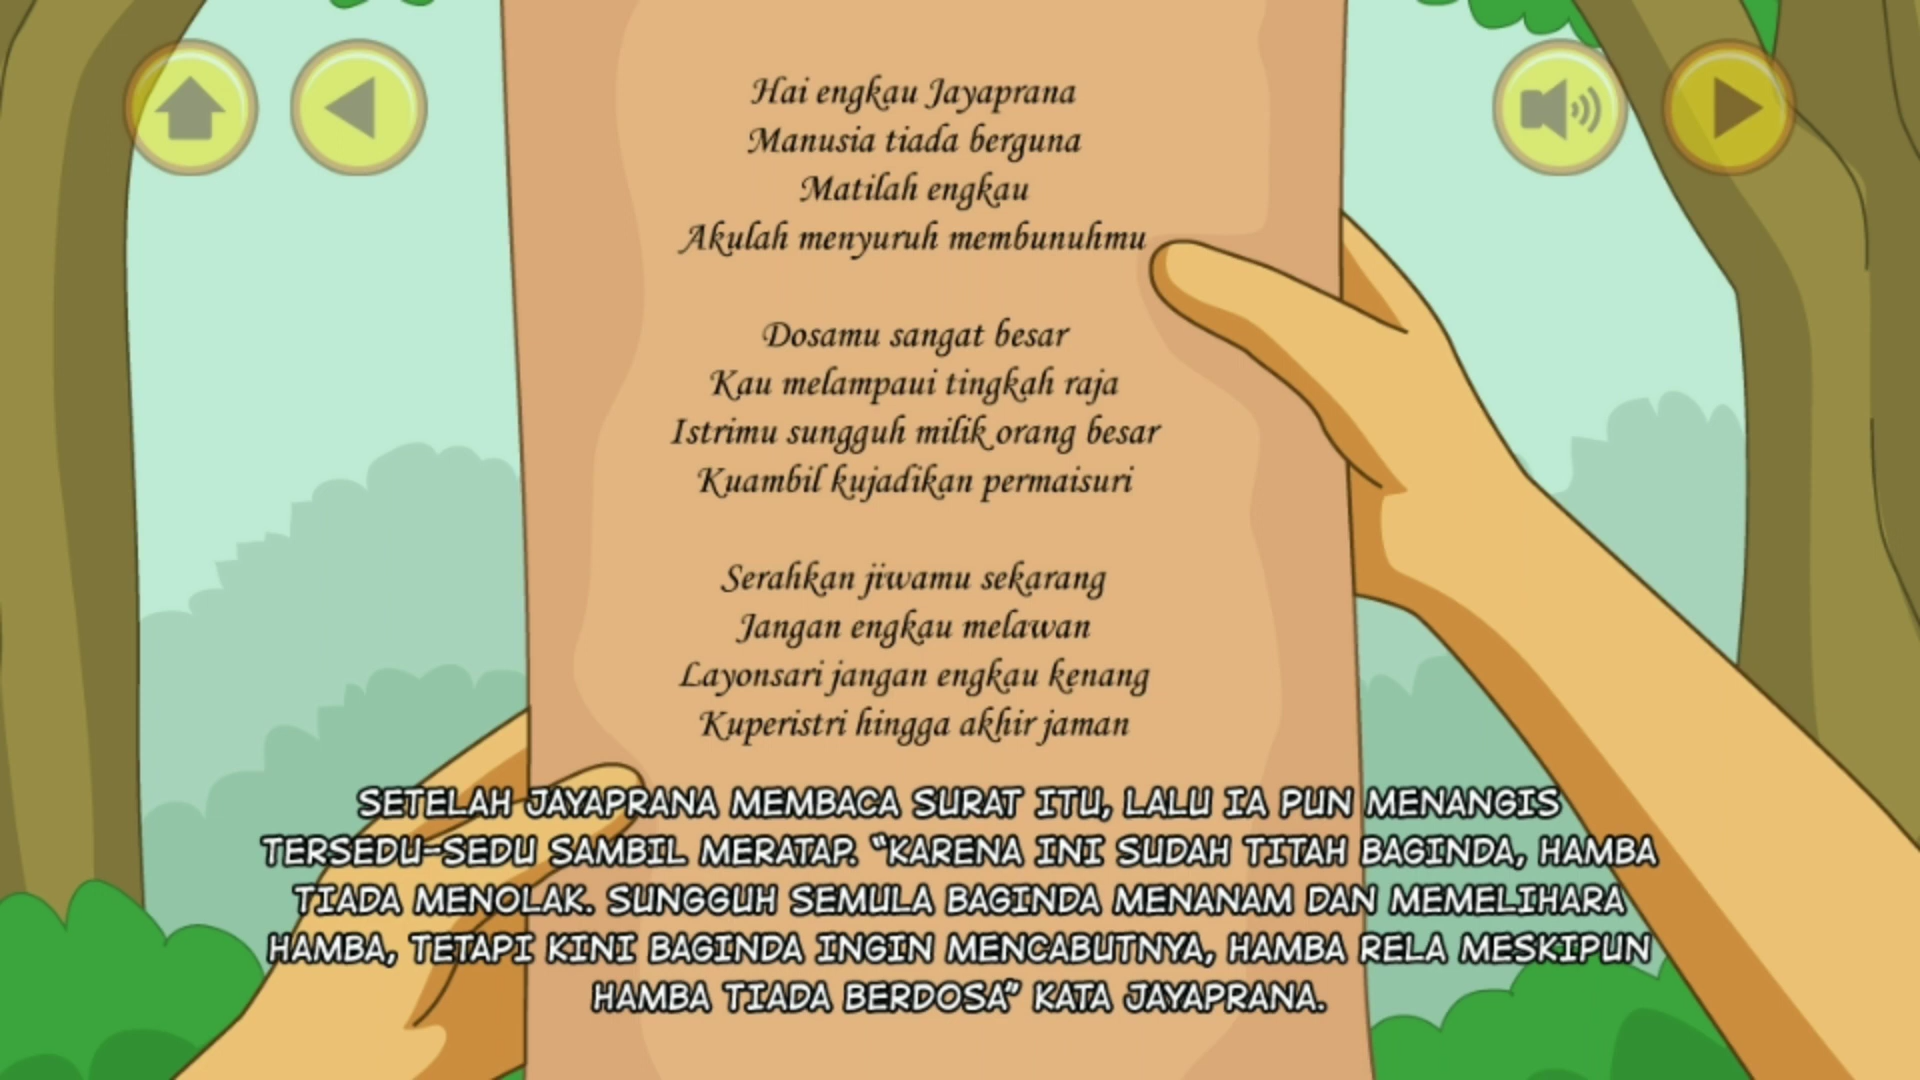 Hai engkau Jayaprana
Manusia tiada berguna
Matilah engkau
Akulah menyuruh membunuhmu
Dosamu sangat besar
Kau melampaui tingkah raja
Istrimu sungguh milik orang besar
Kuambil kujadikan permaisuri
Serahkan jiwamu sekarang
Jangan engkau melawan
Layonsari jangan engkau kenang
Kuperistri hingga akhir jaman
SETELAH JAYAPRANA MEMBACA SURAT ITU, LALU IA PUN MENANGIS
TERSEDU-SEDU SAMBIL MERATAP. "KARENA INI SUDAH TITAH BAGINDA, HAMBA
TIADA MENOLAK. SUNGGUH SEMULA BAGINDA MENANAM DAN MEMELIHARA
HAMBA, TETAPI KINI BAGINDA INGIN MENCABUTNYA, HAMBA RELA MESKIPUN
HAMBA TIADA BERDOSA" KATA JAYAPRANA.